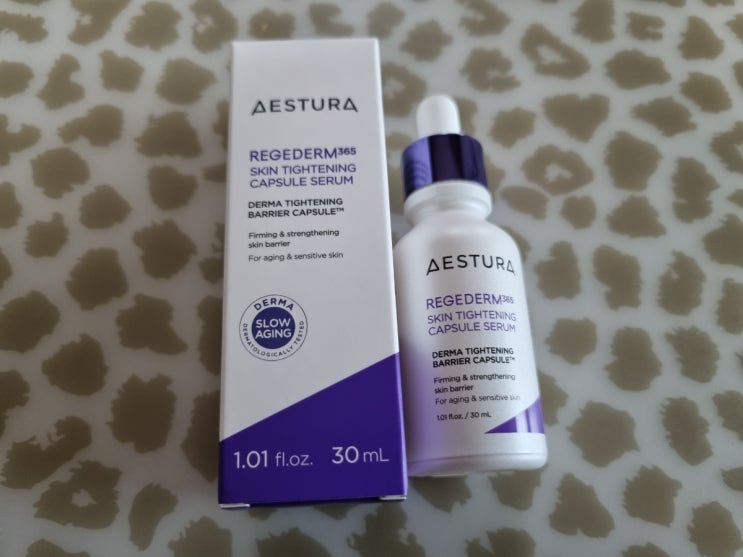 AESTURA
REGEDERM365
SKIN TIGHTENING
CAPSULE SERUM
DERMA TIGHTENING
BARRIER CAPSULE™
Firming & strengthening
skin barrier
For aging & sensitive skin
DERMA
SLOW
AGING
DERMATOLOGICALLY TESTED
1.01 fl.oz. 30 mL
AESTURA
REGEDERM365
SKIN TIGHTENING
CAPSULE SERUM
DERMA TIGHTENING
BARRIER CAPSULE™
Firming & strengthening
skin barrier
For aging & sensitive skin
1.01 fl.oz. / 30 mL